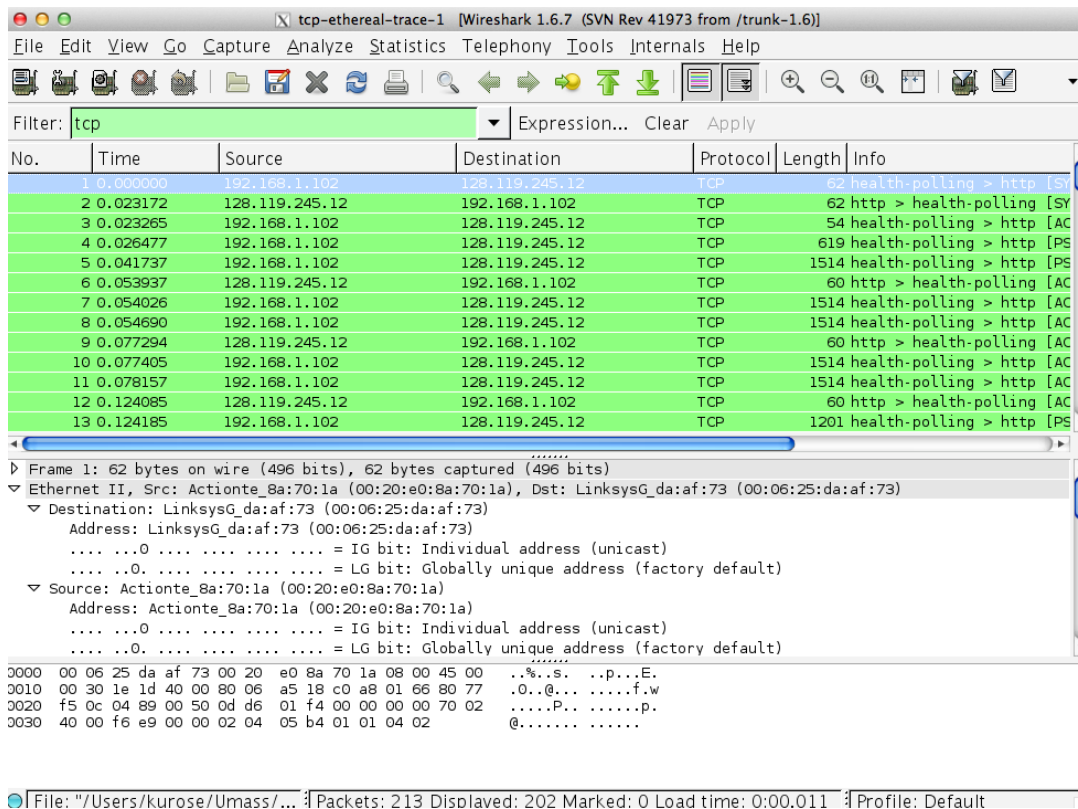 tcp-ethereal-trace-1 [Wireshark 1.6.7 (SVN Rev 41973 from /trunk-1.6)]
File Edit View Go Capture Analyze Statistics Telephony Tools Internals Help
Filter: tcp Expression... Clear Apply
No. Time Source Destination Protocol Length Info
1 0.000000 192.168.1.102 128.119.245.12 TCP 62 health-polling > http [SY
2 0.023172 128.119.245.12 192.168.1.102 TCP 62 http > health-polling [SY
3 0.023265 192.168.1.102 128.119.245.12 TCP 54 health-polling > http [AC
4 0.026477 192.168.1.102 128.119.245.12 TCP 619 health-polling > http [PS
5 0.041737 192.168.1.102 128.119.245.12 TCP 1514 health-polling > http [PS
6 0.053937 128.119.245.12 192.168.1.102 TCP 60 http > health-polling [AC
7 0.054026 192.168.1.102 128.119.245.12 TCP 1514 health-polling > http [AC
8 0.054690 192.168.1.102 128.119.245.12 TCP 1514 health-polling > http [AC
9 0.077294 128.119.245.12 192.168.1.102 TCP 60 http > health-polling [AC
10 0.077405 192.168.1.102 128.119.245.12 TCP 1514 health-polling > http [AC
11 0.078157 192.168.1.102 128.119.245.12 TCP 1514 health-polling > http [AC
12 0.124085 128.119.245.12 192.168.1.102 TCP 60 http > health-polling [AC
13 0.124185 192.168.1.102 128.119.245.12 TCP 1201 health-polling > http [PS
Frame 1: 62 bytes on wire (496 bits), 62 bytes captured (496 bits)
Ethernet II, Src: Actionte_8a:70:1a (00:20:e0:8a:70:1a), Dst: LinksysG_da:af:73 (00:06:25:da:af:73)
Destination: LinksysG_da:af:73 (00:06:25:da:af:73)
Address: LinksysG_da:af:73 (00:06:25:da:af:73)
.... ...0 .... .... .... .... = IG bit: Individual address (unicast)
.... ..0. .... .... .... .... = LG bit: Globally unique address (factory default)
Source: Actionte_8a:70:1a (00:20:e0:8a:70:1a)
Address: Actionte_8a:70:1a (00:20:e0:8a:70:1a)
.... ...0 .... .... .... .... = IG bit: Individual address (unicast)
.... ..0. .... .... .... .... = LG bit: Globally unique address (factory default)
0000 00 06 25 da af 73 00 20 e0 8a 70 1a 08 00 45 00 ..%..s. ..p...E.
0010 00 30 1e 1d 40 00 80 06 a5 18 c0 a8 01 66 80 77 .0..@... .....f.w
0020 f5 0c 04 89 00 50 0d d6 01 f4 00 00 00 00 70 02 .....P.. ......p.
0030 40 00 f6 e9 00 00 02 04 05 b4 01 01 04 02 @....... ......
File: "/Users/kurose/Umass/... Packets: 213 Displayed: 202 Marked: 0 Load time: 0:00.011 Profile: Default